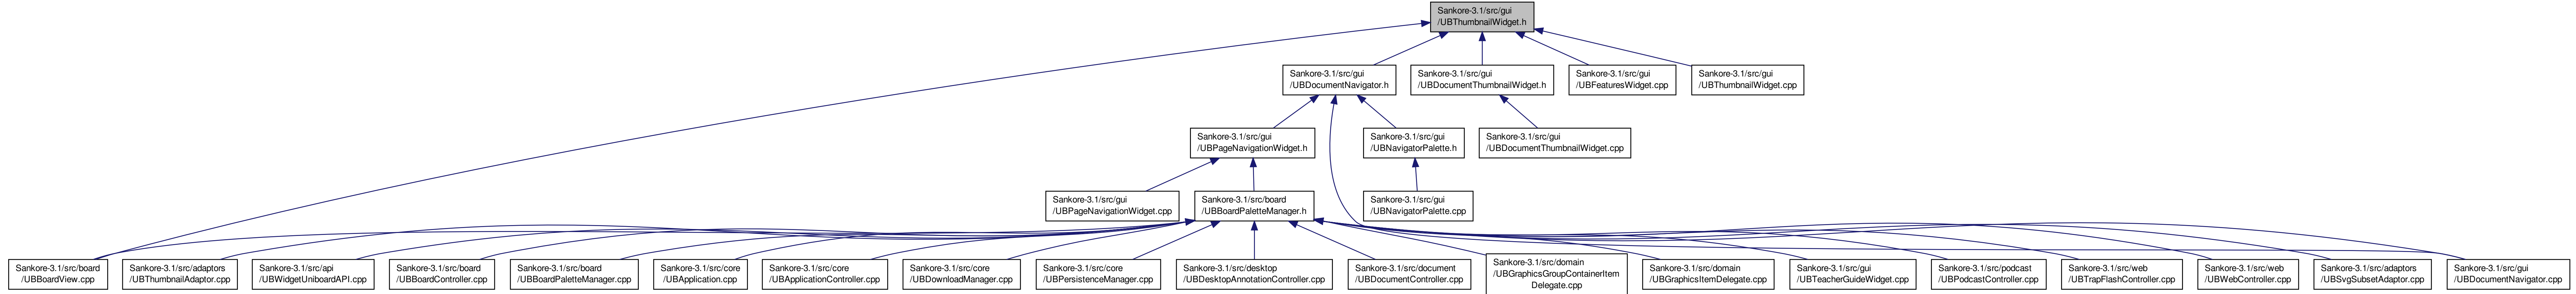 Sankore-3.1/src/gui
/UBThumbnailWidget.h
Sankore-3.1/src/gui
/UBDocumentNavigator.h
Sankore-3.1/src/gui
/UBDocumentThumbnailWidget.h
Sankore-3.1/src/gui
/UBFeaturesWidget.cpp
Sankore-3.1/src/gui
/UBThumbnailWidget.cpp
Sankore-3.1/src/gui
/UBPageNavigationWidget.h
Sankore-3.1/src/gui
/UBNavigatorPalette.h
Sankore-3.1/src/gui
/UBDocumentThumbnailWidget.cpp
Sankore-3.1/src/gui
/UBPageNavigationWidget.cpp
Sankore-3.1/src/board
/UBBoardPaletteManager.h
Sankore-3.1/src/gui
/UBNavigatorPalette.cpp
Sankore-3.1/src/board
/UBBoardView.cpp
Sankore-3.1/src/adaptors
/UBThumbnailAdaptor.cpp
Sankore-3.1/src/api
/UBWidgetUniboardAPI.cpp
Sankore-3.1/src/board
/UBBoardController.cpp
Sankore-3.1/src/board
/UBBoardPaletteManager.cpp
Sankore-3.1/src/core
/UBApplication.cpp
Sankore-3.1/src/core
/UBApplicationController.cpp
Sankore-3.1/src/core
/UBDownloadManager.cpp
Sankore-3.1/src/core
/UBPersistenceManager.cpp
Sankore-3.1/src/desktop
/UBDesktopAnnotationController.cpp
Sankore-3.1/src/document
/UBDocumentController.cpp
Sankore-3.1/src/domain
/UBGraphicsGroupContainerItem
Delegate.cpp
Sankore-3.1/src/domain
/UBGraphicsItemDelegate.cpp
Sankore-3.1/src/gui
/UBTeacherGuideWidget.cpp
Sankore-3.1/src/podcast
/UBPodcastController.cpp
Sankore-3.1/src/web
/UBTrapFlashController.cpp
Sankore-3.1/src/web
/UBWebController.cpp
Sankore-3.1/src/adaptors
/UBSvgSubsetAdaptor.cpp
Sankore-3.1/src/gui
/UBDocumentNavigator.cpp